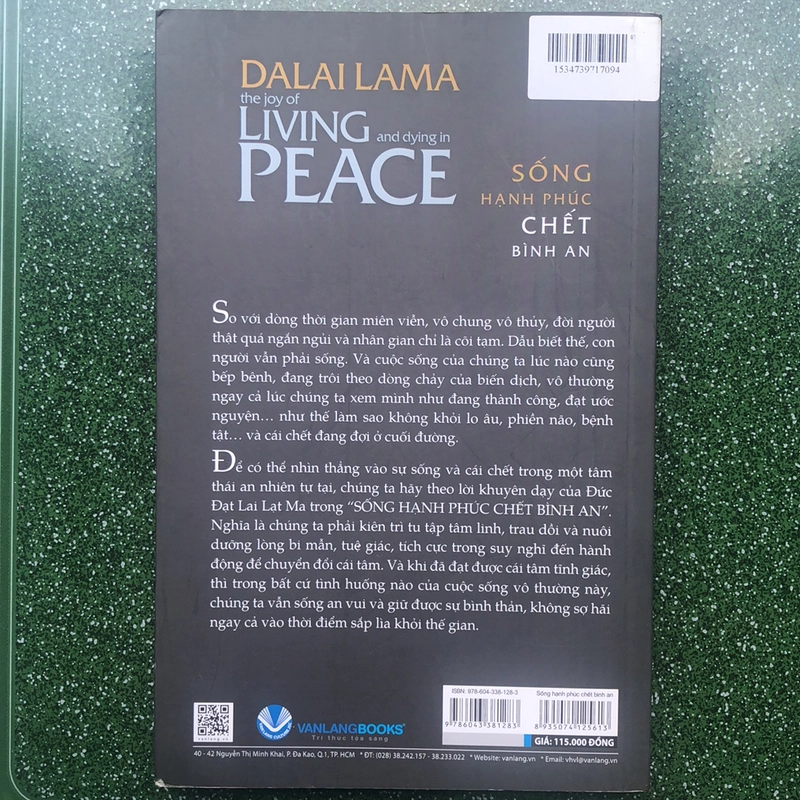 1534739717094
DALAI LAMA
the joy of
LIVING and dying in
PEACE
SỐNG
HẠNH PHÚC
CHẾT
BÌNH AN
So với dòng thời gian miên viễn, vô chung vô thủy, đời người
thật quá ngắn ngủi và nhân gian chỉ là cõi tạm. Dẫu biết thế, con
người vẫn phải sống. Và cuộc sống của chúng ta lúc nào cũng
bếp bênh, đang trôi theo dòng chảy của biến dịch, vô thường
ngay cả lúc chúng ta xem mình như đang thành công, đạt ước
nguyện... như thế làm sao không khỏi lo âu, phiền não, bệnh
tật... và cái chết đang đợi ở cuối đường.
Để có thể nhìn thẳng vào sự sống và cái chết trong một tâm
thái an nhiên tự tại, chúng ta hãy theo lời khuyên dạy của Đức
Đạt Lai Lạt Ma trong “SỐNG HẠNH PHÚC CHẾT BÌNH AN”.
Nghĩa là chúng ta phải kiên trì tu tập tâm linh, trau dồi và nuôi
dưỡng lòng bi mẫn, tuệ giác, tích cực trong suy nghĩ đến hành
động để chuyển đổi cái tâm. Và khi đã đạt được cái tâm tĩnh giác,
thì trong bất cứ tình huống nào của cuộc sống vô thường này,
chúng ta vẫn sống an vui và giữ được sự bình thản, không sợ hãi
ngay cả vào thời điểm sắp lìa khỏi thế gian.
ISBN: 978-604-338-128-3
Sống hạnh phúc chết bình an
9 786043 381283
8 935074 125613
GIÁ: 115.000 ĐỒNG
vanlang.vn
VANLANGBOOKS
Tri thức tỏa sáng
40 - 42 Nguyễn Thị Minh Khai, P. Đa Kao, Q.1, TP. HCM * ĐT: (028) 38.242.157 - 38.233.022 * Website: vanlang.vn * Email: vhvl@vanlang.vn